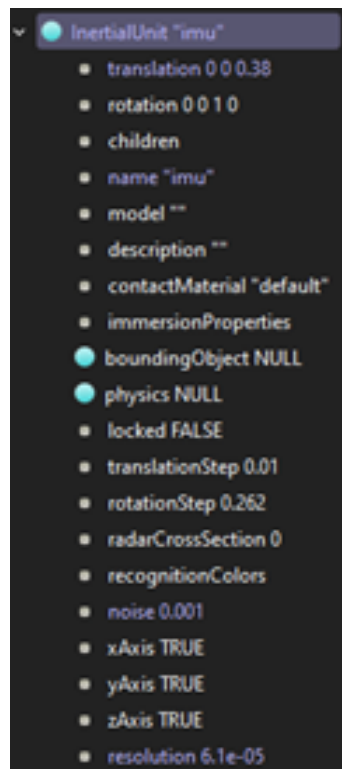 InertialUnit "imu"
translation 0 0 0.38
rotation 0 0 1 0
children
name "imu"
model ""
description ""
contactMaterial "default"
immersionProperties
boundingObject NULL
physics NULL
locked FALSE
translationStep 0.01
rotationStep 0.262
radarCrossSection 0
recognitionColors
noise 0.001
xAxis TRUE
yAxis TRUE
zAxis TRUE
resolution 6.1e-05